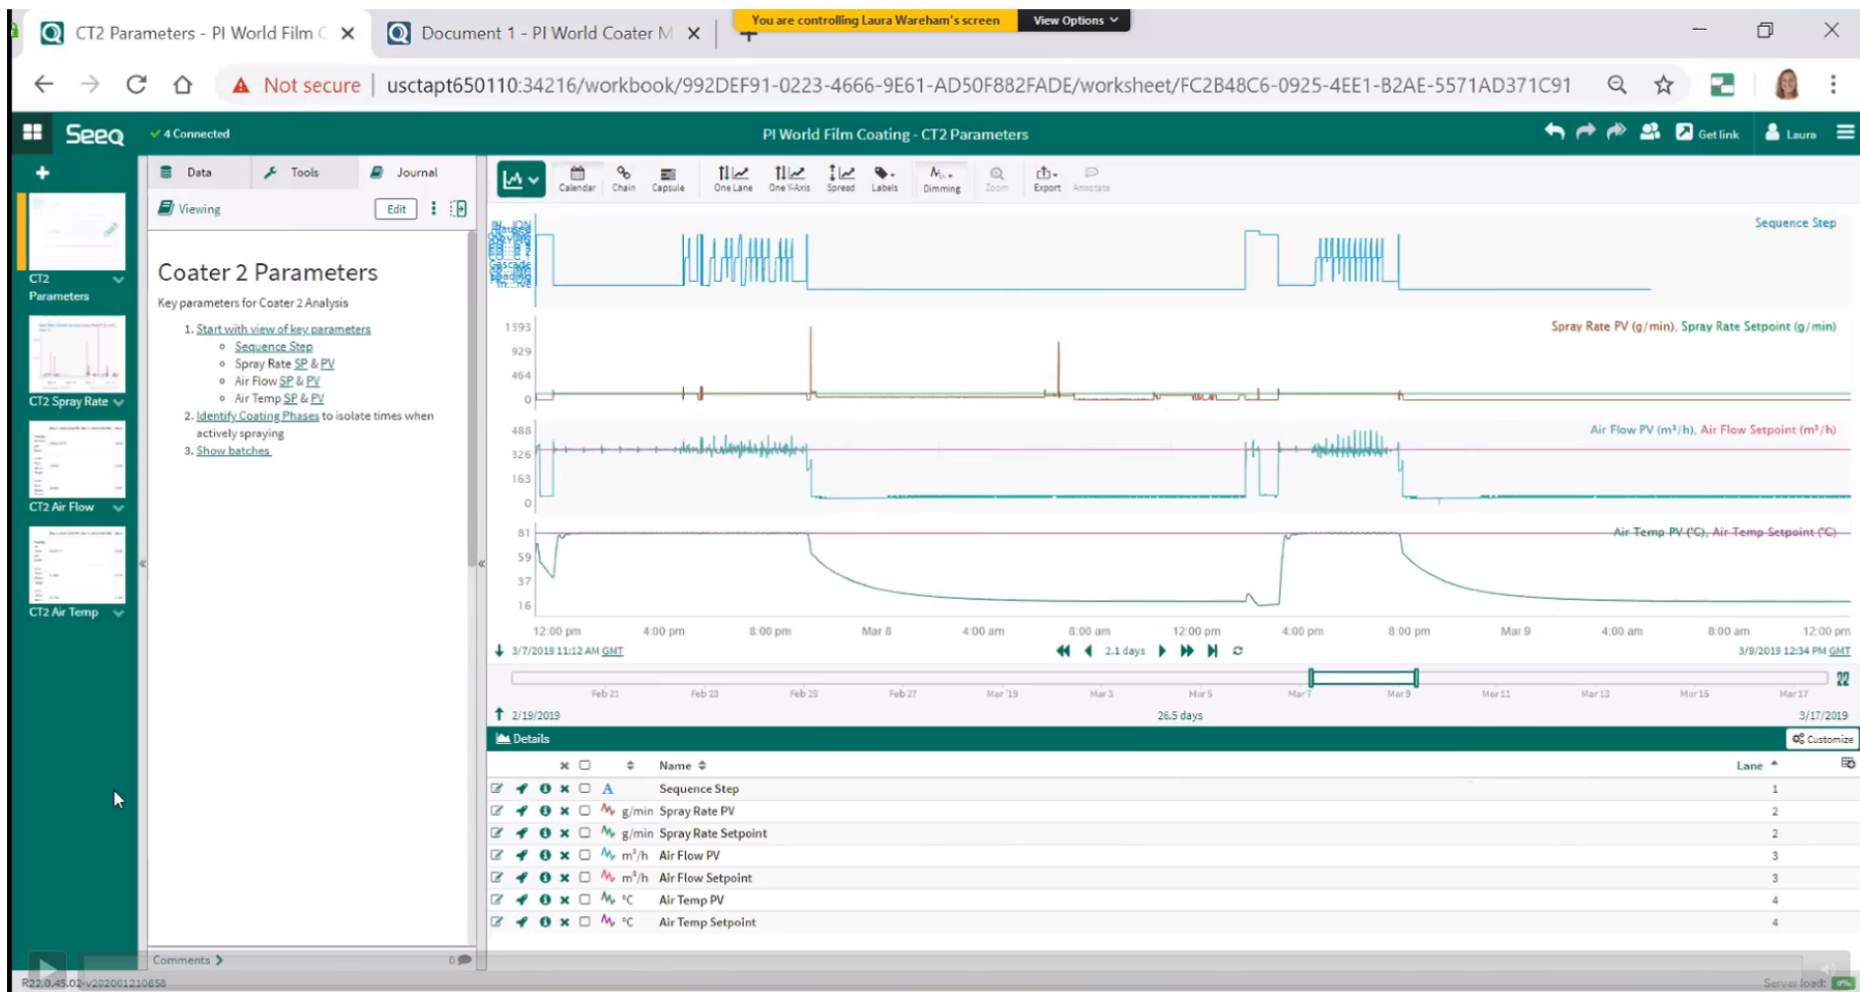 You are controlling Laura Wareham's screen
View Options
CT2 Parameters - PI World Film C
Document 1 - PI World Coater M
Not secure
usctapt650110:34216/workbook/992DEF91-0223-4666-9E61-AD50F882FADE/worksheet/FC2B48C6-0925-4EE1-B2AE-5571AD371C91
Seeq
4 Connected
PI World Film Coating - CT2 Parameters
Get link
Laura
Data
Tools
Journal
Viewing
Edit
Calendar
Chain
Capsule
One Lane
One Y-Axis
Spread
Labels
Dimming
Zoom
Export
Annotate
CT2 Parameters
CT2 Spray Rate
CT2 Air Flow
CT2 Air Temp
Coater 2 Parameters
Key parameters for Coater 2 Analysis
1. Start with view of key parameters
Sequence Step
Spray Rate SP & PV
Air Flow SP & PV
Air Temp SP & PV
2. Identify Coating Phases to isolate times when
actively spraying
3. Show batches
Comments
0
Sequence Step
1393
929
464
0
Spray Rate PV (g/min), Spray Rate Setpoint (g/min)
488
326
163
0
Air Flow PV (m³/h), Air Flow Setpoint (m³/h)
81
59
37
16
Air Temp PV (°C), Air Temp Setpoint (°C)
12:00 pm 4:00 pm 8:00 pm Mar 8 4:00 am 8:00 am 12:00 pm 4:00 pm 8:00 pm Mar 9 4:00 am 8:00 am 12:00 pm
3/7/2019 11:12 AM GMT
2.1 days
3/9/2019 12:34 PM GMT
Feb 21 Feb 23 Feb 25 Feb 27 Mar '19 Mar 3 Mar 5 Mar 7 Mar 9 Mar 11 Mar 13 Mar 15 Mar 17
2/19/2019
26.5 days
3/17/2019
Details
Customize
Name
Lane
A Sequence Step 1
g/min Spray Rate PV 2
g/min Spray Rate Setpoint 2
m³/h Air Flow PV 3
m³/h Air Flow Setpoint 3
°C Air Temp PV 4
°C Air Temp Setpoint 4
R22.0.45.02-v202001210658
Server load: 0%